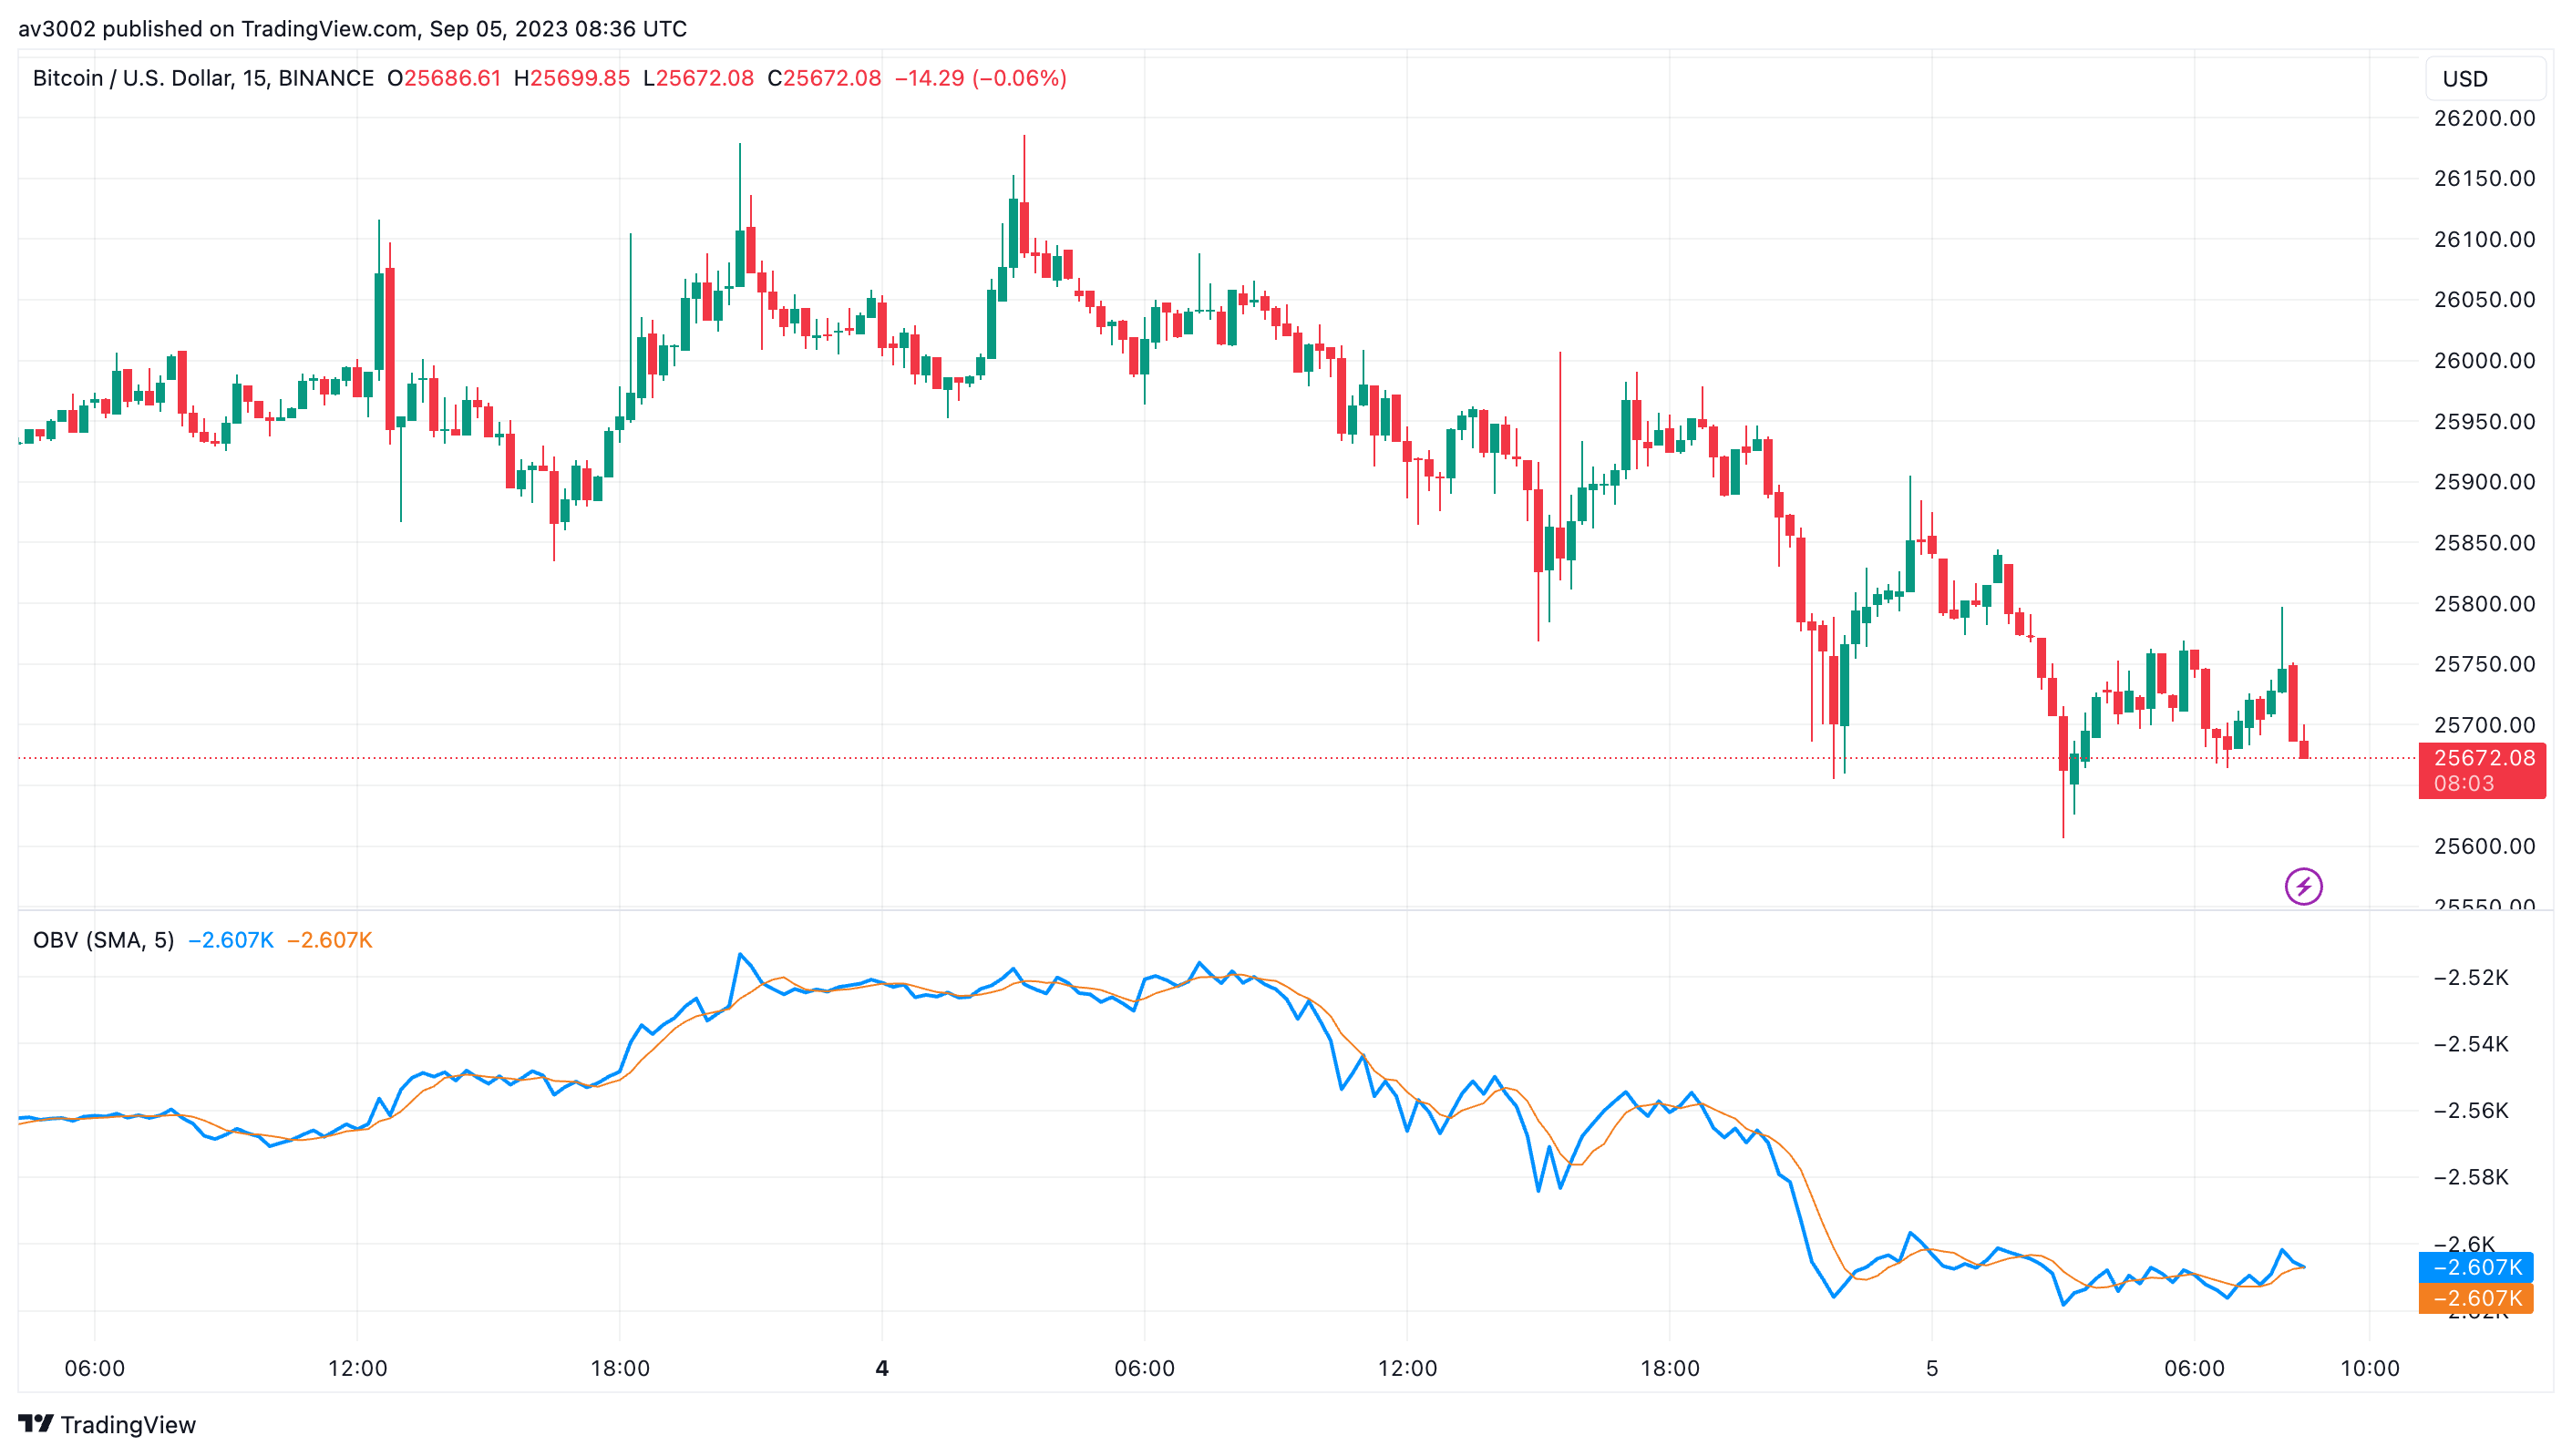 av3002 published on TradingView.com, Sep 05, 2023 08:36 UTC
Bitcoin / U.S. Dollar, 15, BINANCE O25686.61 H25699.85 L25672.08 C25672.08 −14.29 (−0.06%)
USD
26200.00
26150.00
26100.00
26050.00
26000.00
25950.00
25900.00
25850.00
25800.00
25750.00
25700.00
25672.08
08:03
25600.00
25550.00
OBV (SMA, 5) −2.607K −2.607K
−2.52K
−2.54K
−2.56K
−2.58K
−2.6K
−2.607K
−2.607K
−2.62K
06:00 12:00 18:00 4 06:00 12:00 18:00 5 06:00 10:00
TradingView